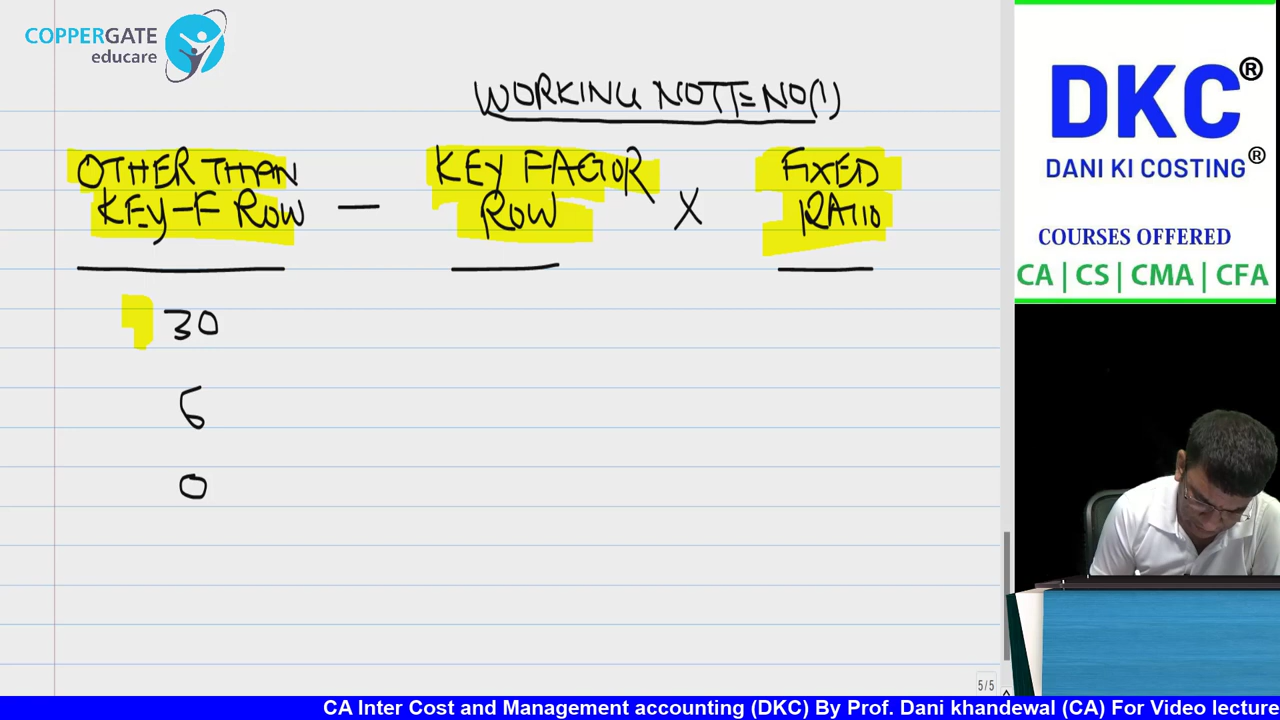 COPPERGATE
educare
WORKING NOTE NO(1)
OTHER THAN
KEY-F ROW
—
KEY FACTOR
ROW
X
FIXED
RATIO
30
6
0
5/5
DKC®
DANI KI COSTING®
COURSES OFFERED
CA | CS | CMA | CFA
CA Inter Cost and Management accounting (DKC) By Prof. Dani khandewal (CA) For Video lecture